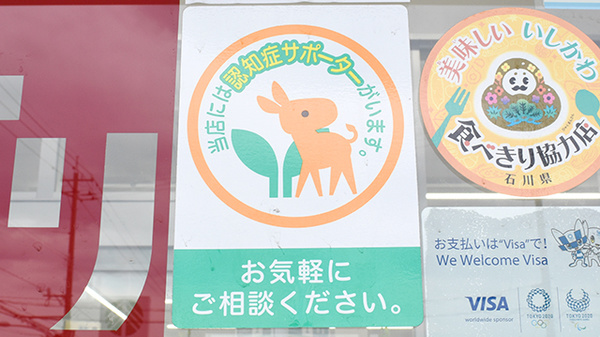 当店には認知症サポーターがいます。
お気軽に
ご相談ください。
美味しい いしかわ
食べきり協力店
石川県
お支払いは"Visa"で!
We Welcome Visa
VISA
worldwide sponsor
TOKYO 2020
TOKYO 2020